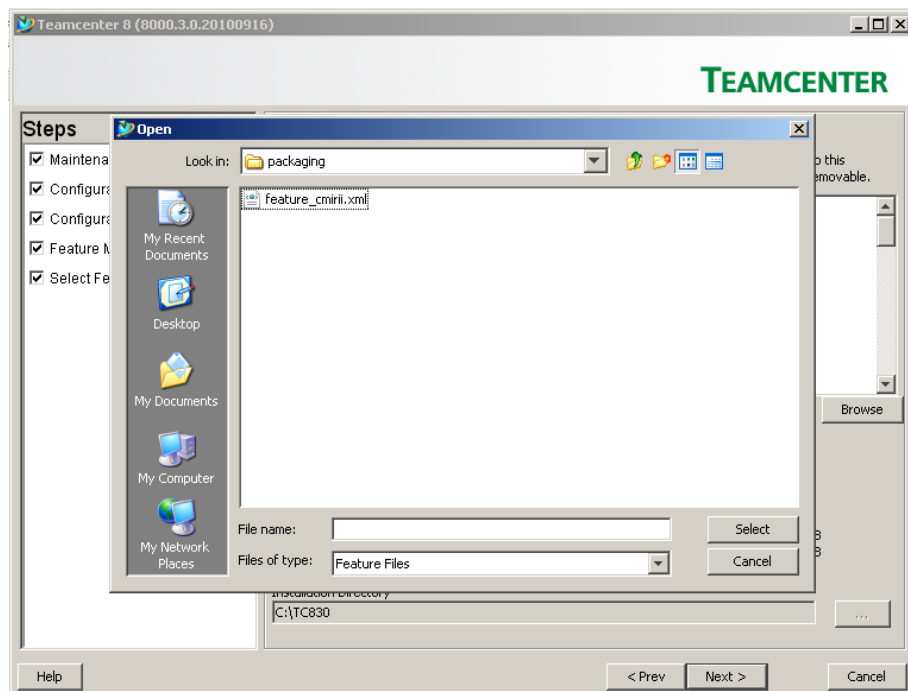 Teamcenter 8 (8000.3.0.20100916)
TEAMCENTER
Steps
Open
Maintena
Look in:
packaging
o this
emovable.
Configura
feature_cmirii.xml
Configura
My Recent
Documents
Feature M
Select Fe
Desktop
My Documents
Browse
My Computer
File name:
Select
My Network
Places
Files of type:
Feature Files
Cancel
Installation Directory
C:\TC830
...
Help
< Prev
Next >
Cancel